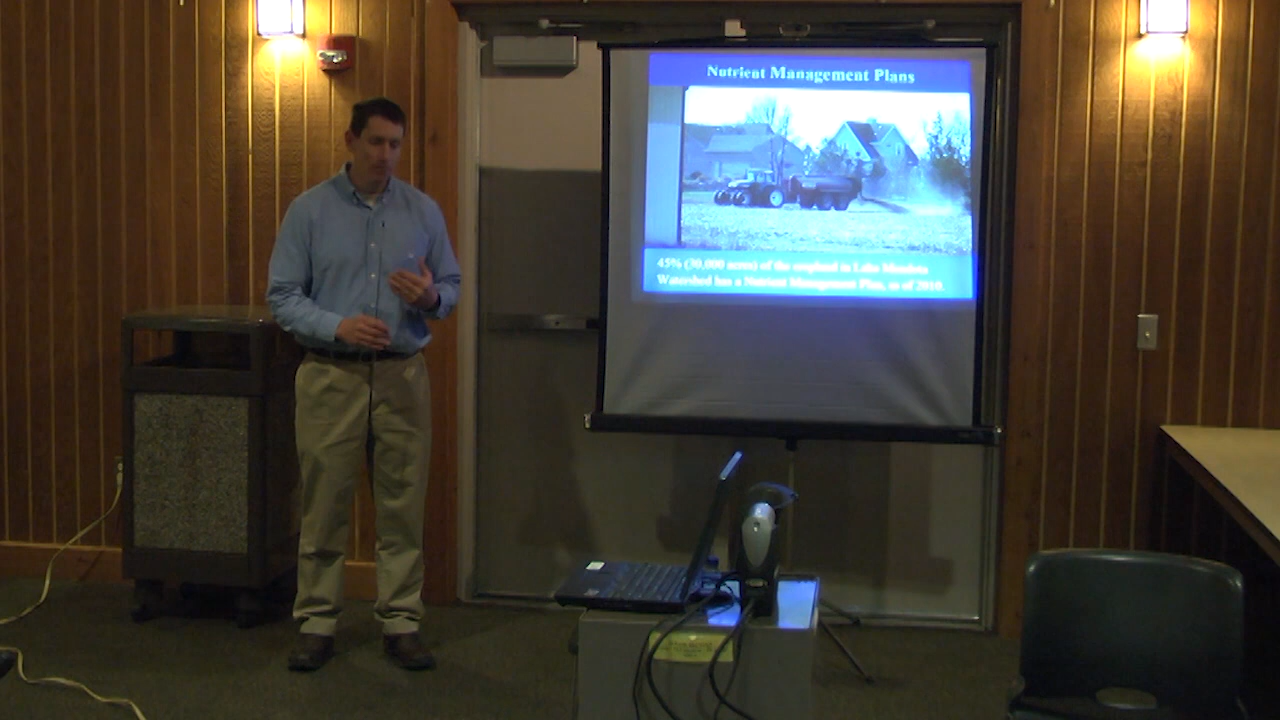 Nutrient Management Plans
45% (30,000 acres) of the cropland in Lake Mendota
Watershed has a Nutrient Management Plan, as of 2010.